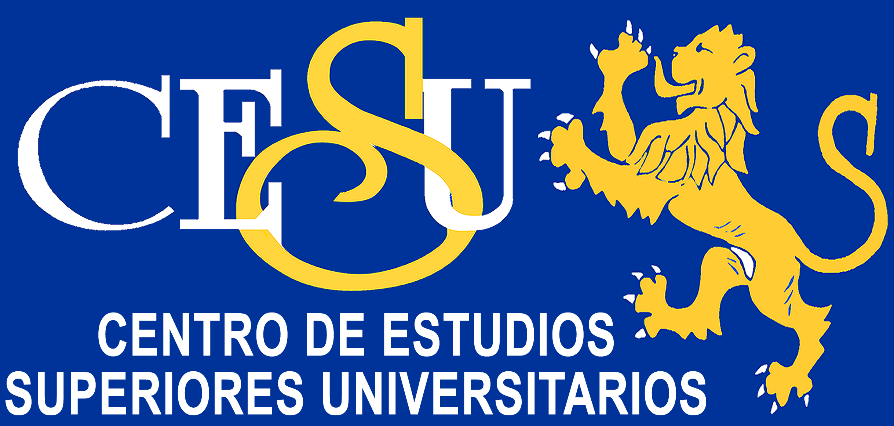 CESU
CENTRO DE ESTUDIOS
SUPERIORES UNIVERSITARIOS